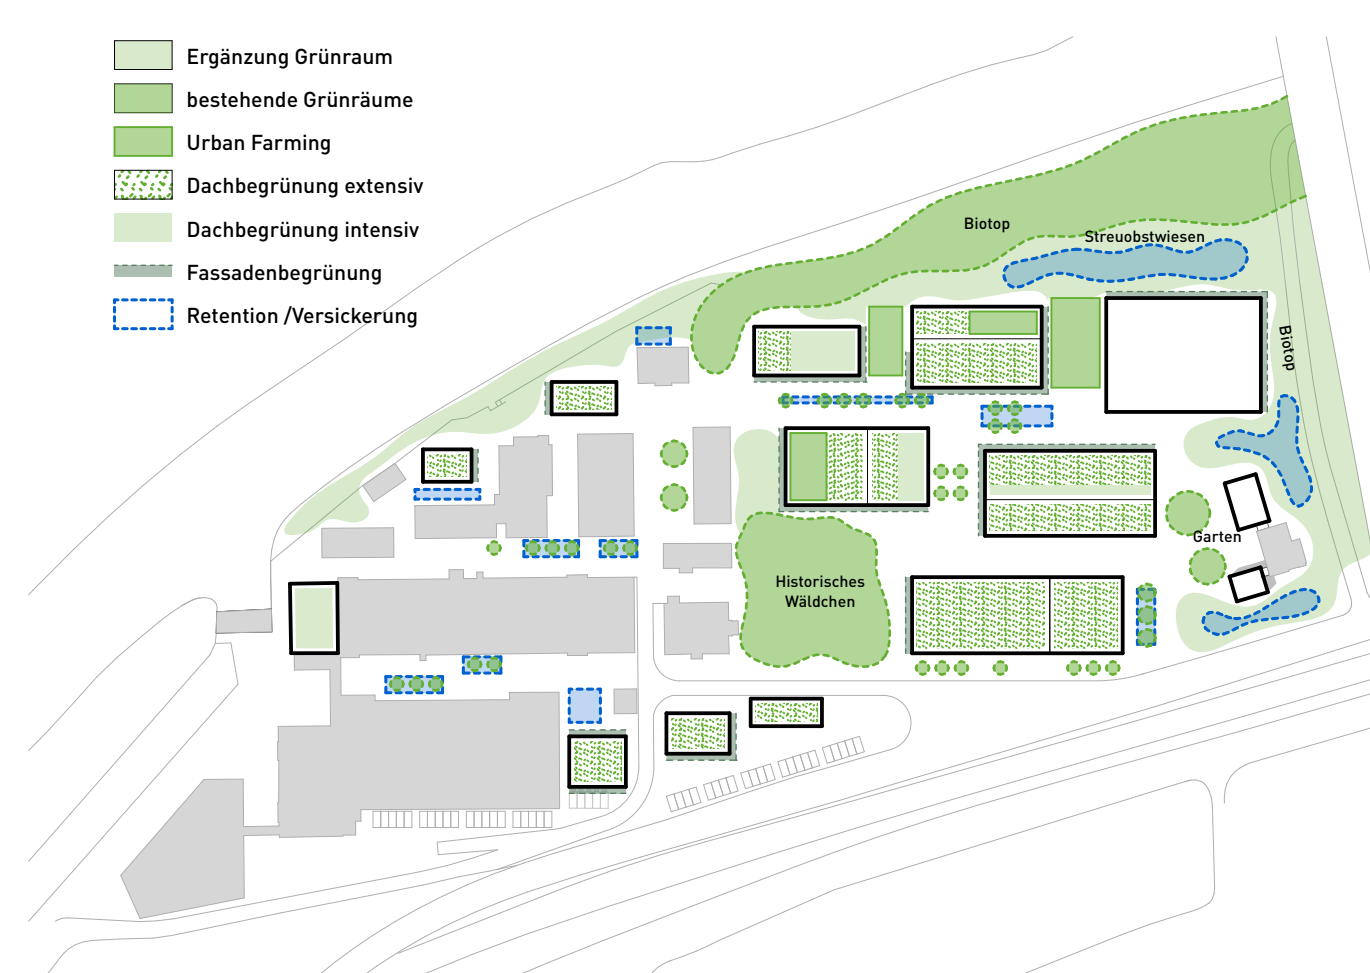 Ergänzung Grünraum
bestehende Grünräume
Urban Farming
Dachbegrünung extensiv
Dachbegrünung intensiv
Fassadenbegrünung
Retention /Versickerung
Biotop
Streuobstwiesen
Biotop
Garten
Historisches
Wäldchen